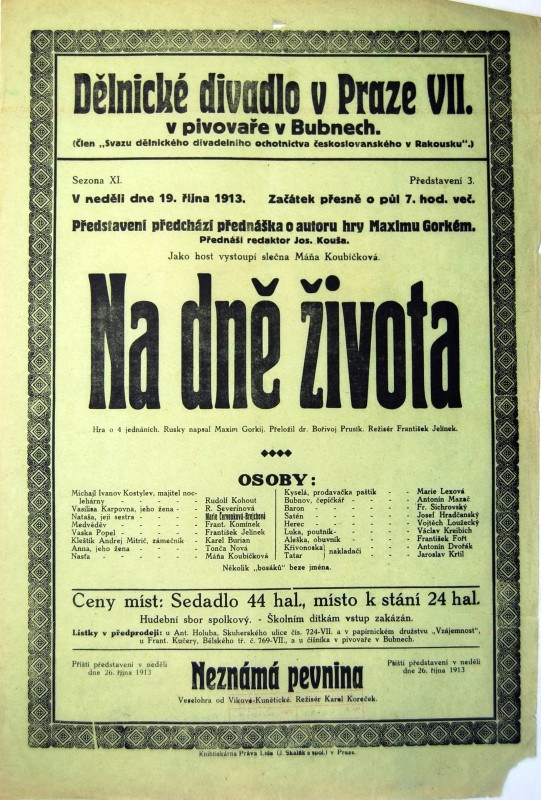 Dělnické divadlo v Praze VII.
v pivovaře v Bubnech.
(Člen „Svazu dělnického divadelního ochotnictva českoslovanského v Rakousku“.)
Sezona XI. Představení 3.
V neděli dne 19. října 1913. Začátek přesně o půl 7. hod. več.
Představení předchází přednáška o autoru hry Maximu Gorkém.
Přednáší redaktor Jos. Kouša.
Jako host vystoupí slečna Máňa Koubíčková.
Na dně života
Hra o 4 jednáních. Rusky napsal Maxim Gorkij. Přeložil dr. Bořivoj Prusík. Režisér František Jelínek.
OSOBY:
Michajl Ivanov Kostylev, majitel noc-
lehárny - - - - - Rudolf Kohout
Vasilisa Karpovna, jeho žena - - R. Severinová
Nataša, její sestra - - - -
Medvěděv - - - - - Frant. Komínek
Vaska Popel - - - - - František Jelínek
Kleštik Andrej Mitrič, zámečník - - Karel Burian
Anna, jeho žena - - - - Tonča Nová
Nasťa - - - - - Máňa Koubíčková
Kyselá, prodavačka paštik - - - Marie Lexová
Bubnov, čepičkář - - - - Antonín Mazač
Baron - - - - - Fr. Sichrovský
Satén - - - - - Josef Hradčanský
Herec - - - - - Vojtěch Loužecký
Luka, poutník - - - - Václav Kreibich
Aleška, obuvník - - - - František Fořt
Křivonoska } nakladači - - - Antonín Dvořák
Tatar - - - Jaroslav Krtil
Několik „bosáků“ beze jména.
Ceny míst: Sedadlo 44 hal., místo k stání 24 hal.
Hudební sbor spolkový. - Školním dítkám vstup zakázán.
Lístky v předprodeji: u Ant. Holuba, Skuherského ulice čís. 724-VII. a v papírnickém družstvu „Vzájemnost“,
u Frant. Kučery, Bělského tř. č. 769-VII., a u číšníka v pivovaře v Bubnech.
Příští představení v neděli
dne 26. října 1913
Neznámá pevnina
Veselohra od Vikové-Kunětické. Režisér Karel Koreček.
Příští představení v neděli
dne 26. října 1913
Knihtiskárna Práva Lidu (J. Skalák a spol.) v Praze.